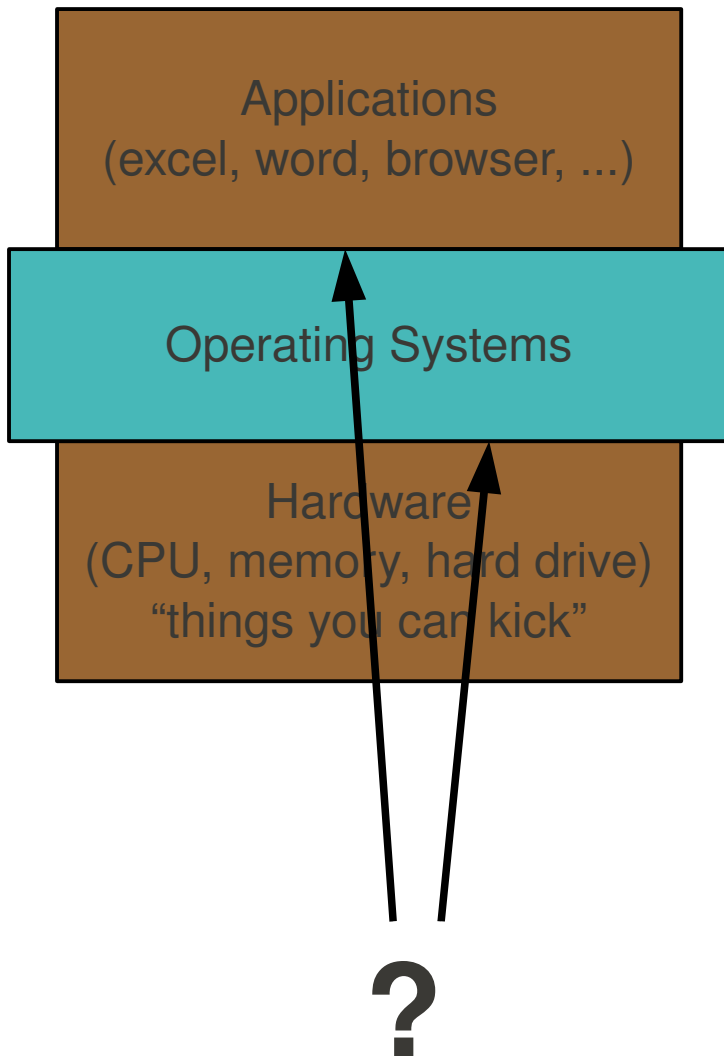 Applications
(excel, word, browser, ...)
Operating Systems
Hardware
(CPU, memory, hard drive)
“things you can kick”
?